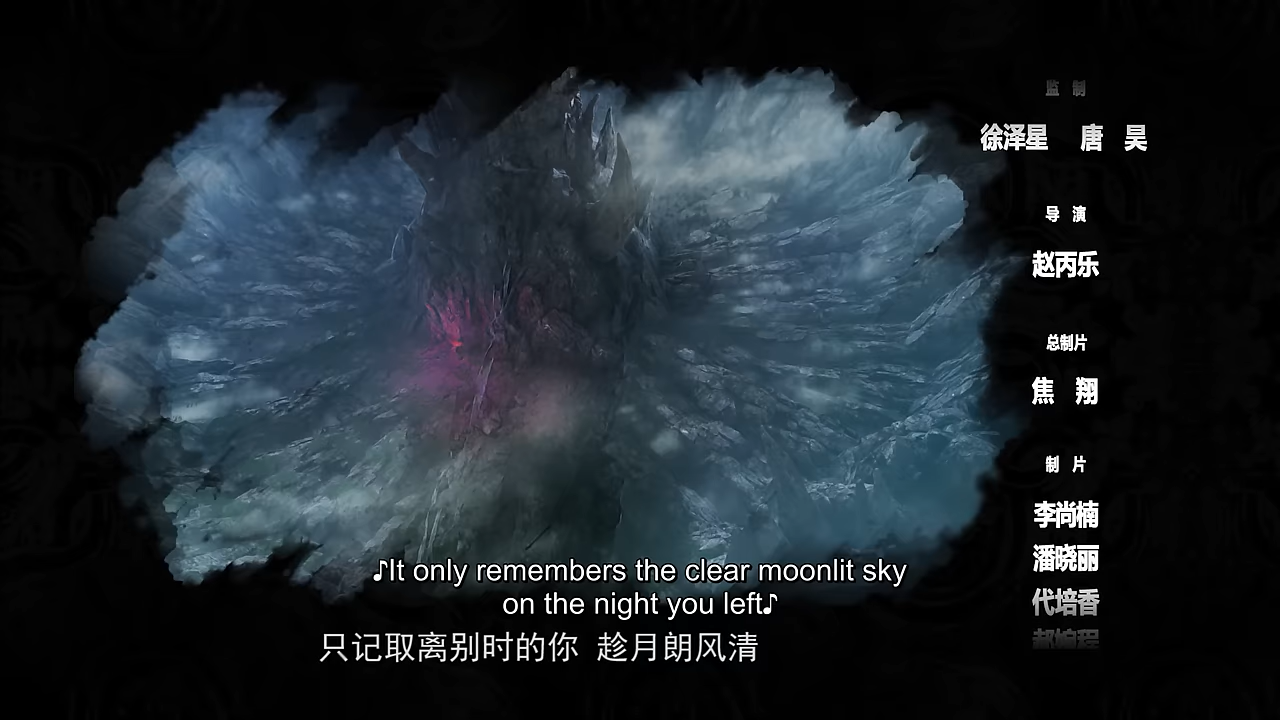 监 制
徐泽星 唐 昊
导 演
赵丙乐
总制片
焦 翔
制 片
李尚楠
潘晓丽
代培香
♪It only remembers the clear moonlit sky
on the night you left♪
只记取离别时的你 趁月朗风清